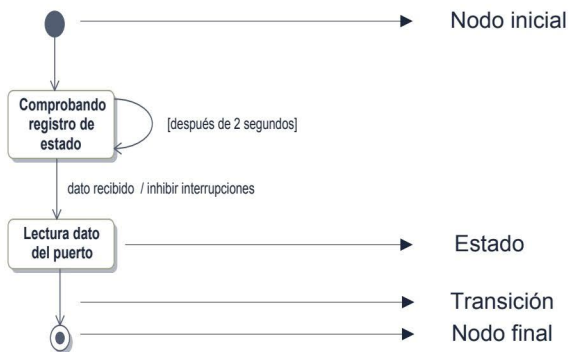 Nodo inicial
Comprobando
registro de
estado
[después de 2 segundos]
dato recibido / inhibir interrupciones
Lectura dato
del puerto
Estado
Transición
Nodo final